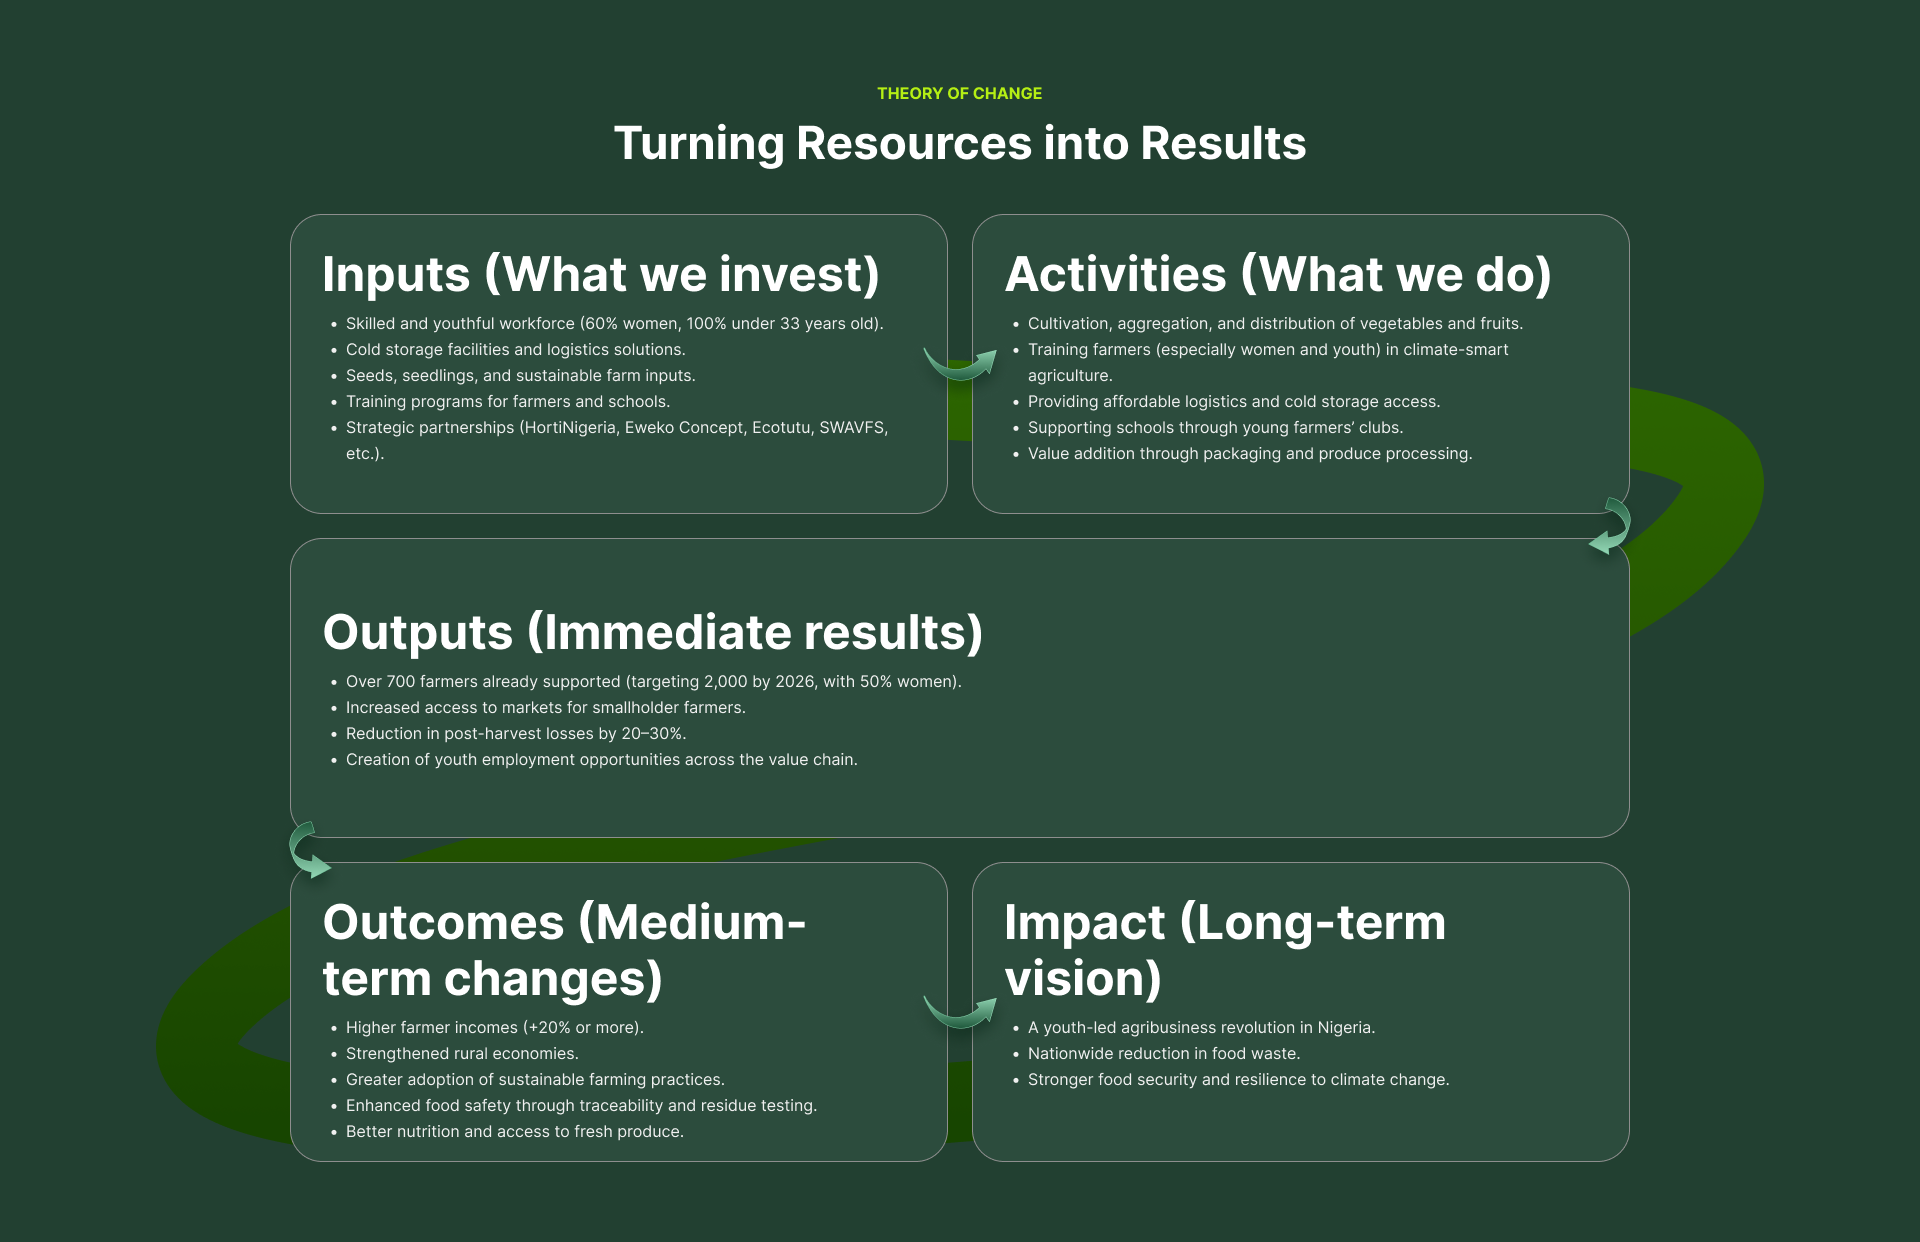 THEORY OF CHANGE
Turning Resources into Results
Inputs (What we invest)
• Skilled and youthful workforce (60% women, 100% under 33 years old).
• Cold storage facilities and logistics solutions.
• Seeds, seedlings, and sustainable farm inputs.
• Training programs for farmers and schools.
• Strategic partnerships (HortiNigeria, Eweko Concept, Ecotutu, SWAVFS,
etc.).
Activities (What we do)
• Cultivation, aggregation, and distribution of vegetables and fruits.
• Training farmers (especially women and youth) in climate-smart
agriculture.
• Providing affordable logistics and cold storage access.
• Supporting schools through young farmers’ clubs.
• Value addition through packaging and produce processing.
Outputs (Immediate results)
• Over 700 farmers already supported (targeting 2,000 by 2026, with 50% women).
• Increased access to markets for smallholder farmers.
• Reduction in post-harvest losses by 20–30%.
• Creation of youth employment opportunities across the value chain.
Outcomes (Medium-
term changes)
• Higher farmer incomes (+20% or more).
• Strengthened rural economies.
• Greater adoption of sustainable farming practices.
• Enhanced food safety through traceability and residue testing.
• Better nutrition and access to fresh produce.
Impact (Long-term
vision)
• A youth-led agribusiness revolution in Nigeria.
• Nationwide reduction in food waste.
• Stronger food security and resilience to climate change.